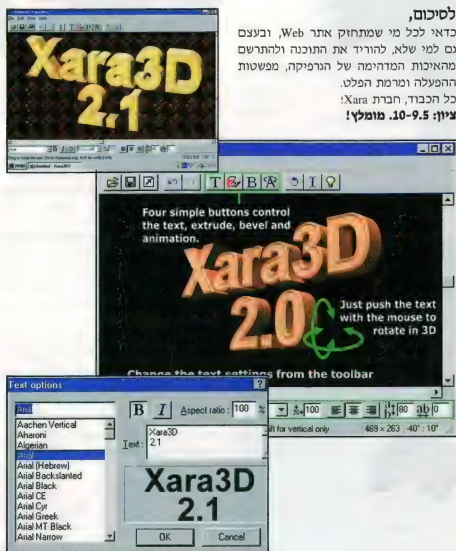 לסיכום,
כדאי לכל מי שמתחזק אתר Web, ובעצם
גם למי שלא, להוריד את התוכנה ולהתרשם
מהאיכות המדהימה של הגרפיקה, מפשטות
ההפעלה ומרמת הפלט.
כל הכבוד, חברת Xara!
ציון: 10-9.5. מומלץ!
Xara3D
2.1
T B
Four simple buttons control
the text, extrude, bevel and
animation.
Xara3D
2.0
Just push the text
with the mouse to
rotate in 3D
Change the text settings from the toolbar
100 80 ab 0
ift for vertical only 469 × 263 -40° : 10°
Text options
Arial
B I Aspect ratio: 100 %
Aachen Vertical
Aharoni
Algerian
Arial
Arial (Hebrew)
Arial Backslanted
Arial Black
Arial CE
Arial Cyr
Arial Greek
Arial MT Black
Arial Narrow
Text: Xara3D
2.1
Xara3D
2.1
OK Cancel